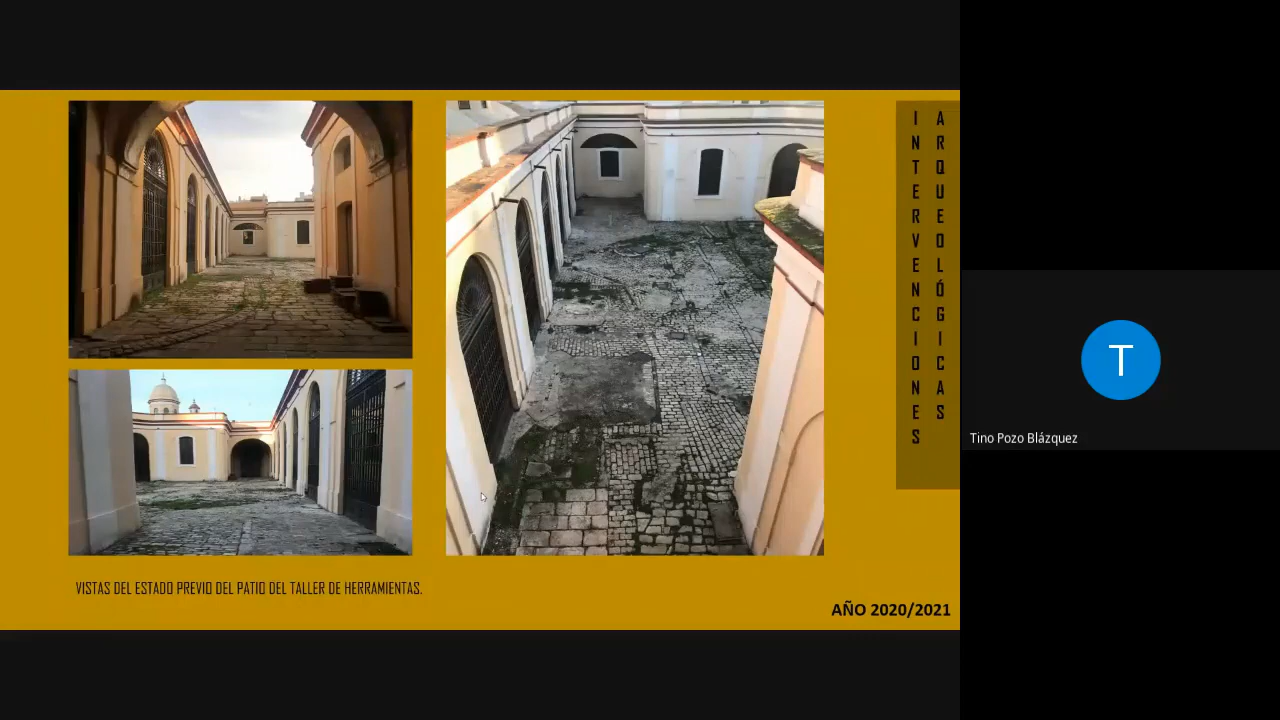 INTERVENCIONES
ARQUEOLÓGICAS
VISTAS DEL ESTADO PREVIO DEL PATIO DEL TALLER DE HERRAMIENTAS.
AÑO 2020/2021
T
Tino Pozo Blázquez